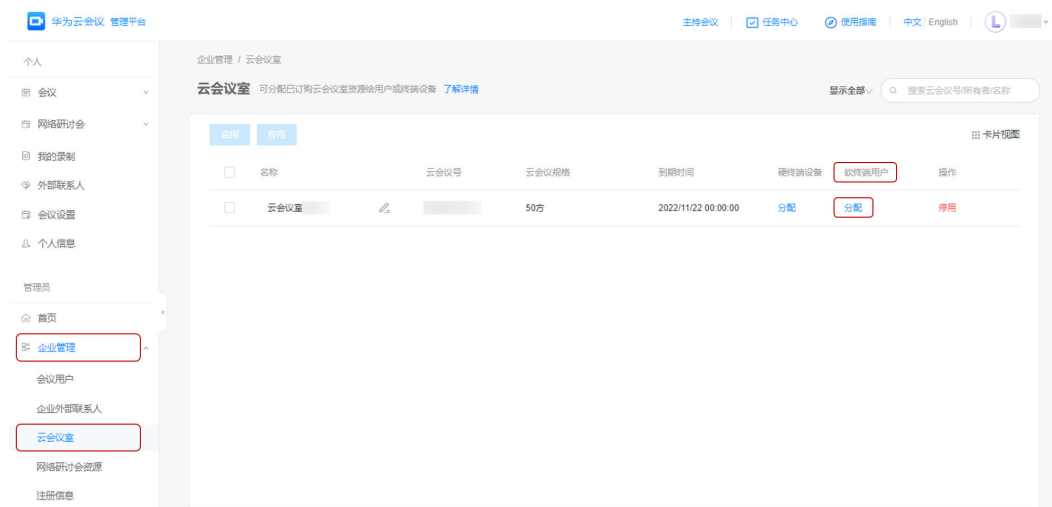 华为云会议 管理平台
主持会议 任务中心 使用指南 中文 | English
个人
会议
网络研讨会
我的录制
外部联系人
会议设置
个人信息
管理员
首页
企业管理
会议用户
企业外部联系人
云会议室
网络研讨会资源
注册信息
企业管理 / 云会议室
云会议室 可分配已订购云会议室资源给用户或终端设备 了解详情
显示全部 搜索云会议号/所有者/名称
启用 停用 卡片视图
名称 云会议号 云会议规格 到期时间 硬终端设备 软终端用户 操作
云会议室 50方 2022/11/22 00:00:00 分配 分配 停用